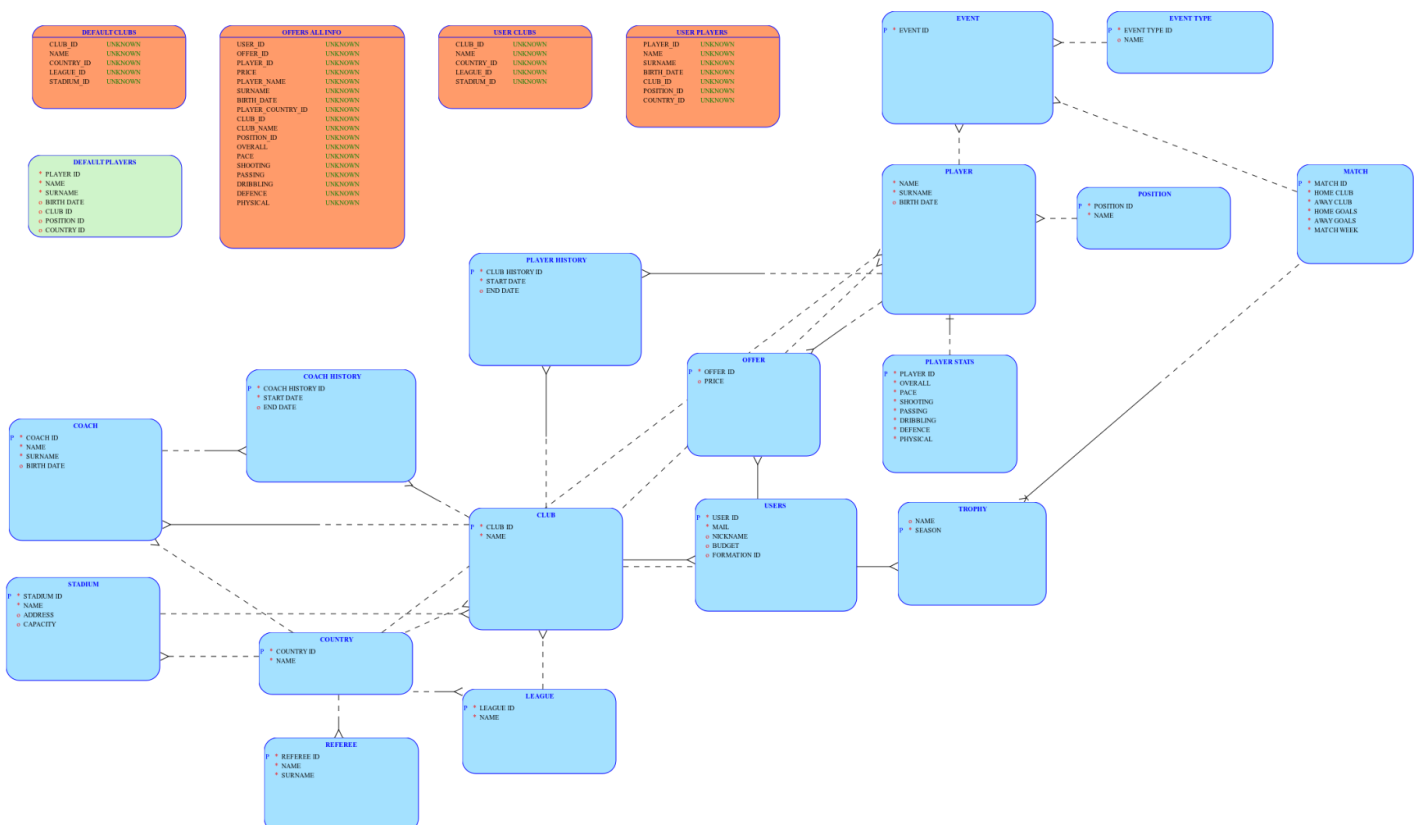 DEFAULT CLUBS
CLUB_ID UNKNOWN
NAME UNKNOWN
COUNTRY_ID UNKNOWN
LEAGUE_ID UNKNOWN
STADIUM_ID UNKNOWN
OFFERS ALL INFO
USER_ID UNKNOWN
OFFER_ID UNKNOWN
PLAYER_ID UNKNOWN
PRICE UNKNOWN
PLAYER_NAME UNKNOWN
SURNAME UNKNOWN
BIRTH_DATE UNKNOWN
PLAYER_COUNTRY_ID UNKNOWN
CLUB_ID UNKNOWN
CLUB_NAME UNKNOWN
POSITION_ID UNKNOWN
OVERALL UNKNOWN
PACE UNKNOWN
SHOOTING UNKNOWN
PASSING UNKNOWN
DRIBBLING UNKNOWN
DEFENCE UNKNOWN
PHYSICAL UNKNOWN
USER CLUBS
CLUB_ID UNKNOWN
NAME UNKNOWN
COUNTRY_ID UNKNOWN
LEAGUE_ID UNKNOWN
STADIUM_ID UNKNOWN
USER PLAYERS
PLAYER_ID UNKNOWN
NAME UNKNOWN
SURNAME UNKNOWN
BIRTH_DATE UNKNOWN
CLUB_ID UNKNOWN
POSITION_ID UNKNOWN
COUNTRY_ID UNKNOWN
EVENT
P * EVENT ID
EVENT TYPE
P * EVENT TYPE ID
o NAME
DEFAULT PLAYERS
* PLAYER ID
* NAME
* SURNAME
o BIRTH DATE
o CLUB ID
o POSITION ID
o COUNTRY ID
PLAYER
* NAME
* SURNAME
o BIRTH DATE
POSITION
P * POSITION ID
* NAME
MATCH
P * MATCH ID
* HOME CLUB
* AWAY CLUB
* HOME GOALS
* AWAY GOALS
* MATCH WEEK
PLAYER HISTORY
P * CLUB HISTORY ID
* START DATE
o END DATE
OFFER
P * OFFER ID
o PRICE
PLAYER STATS
P * PLAYER ID
* OVERALL
* PACE
* SHOOTING
* PASSING
* DRIBBLING
* DEFENCE
* PHYSICAL
COACH HISTORY
P * COACH HISTORY ID
* START DATE
o END DATE
COACH
P * COACH ID
* NAME
* SURNAME
o BIRTH DATE
CLUB
P * CLUB ID
* NAME
USERS
P * USER ID
* MAIL
o NICKNAME
o BUDGET
o FORMATION ID
TROPHY
o NAME
P * SEASON
STADIUM
P * STADIUM ID
* NAME
o ADDRESS
o CAPACITY
COUNTRY
P * COUNTRY ID
* NAME
LEAGUE
P * LEAGUE ID
* NAME
REFEREE
P * REFEREE ID
* NAME
* SURNAME